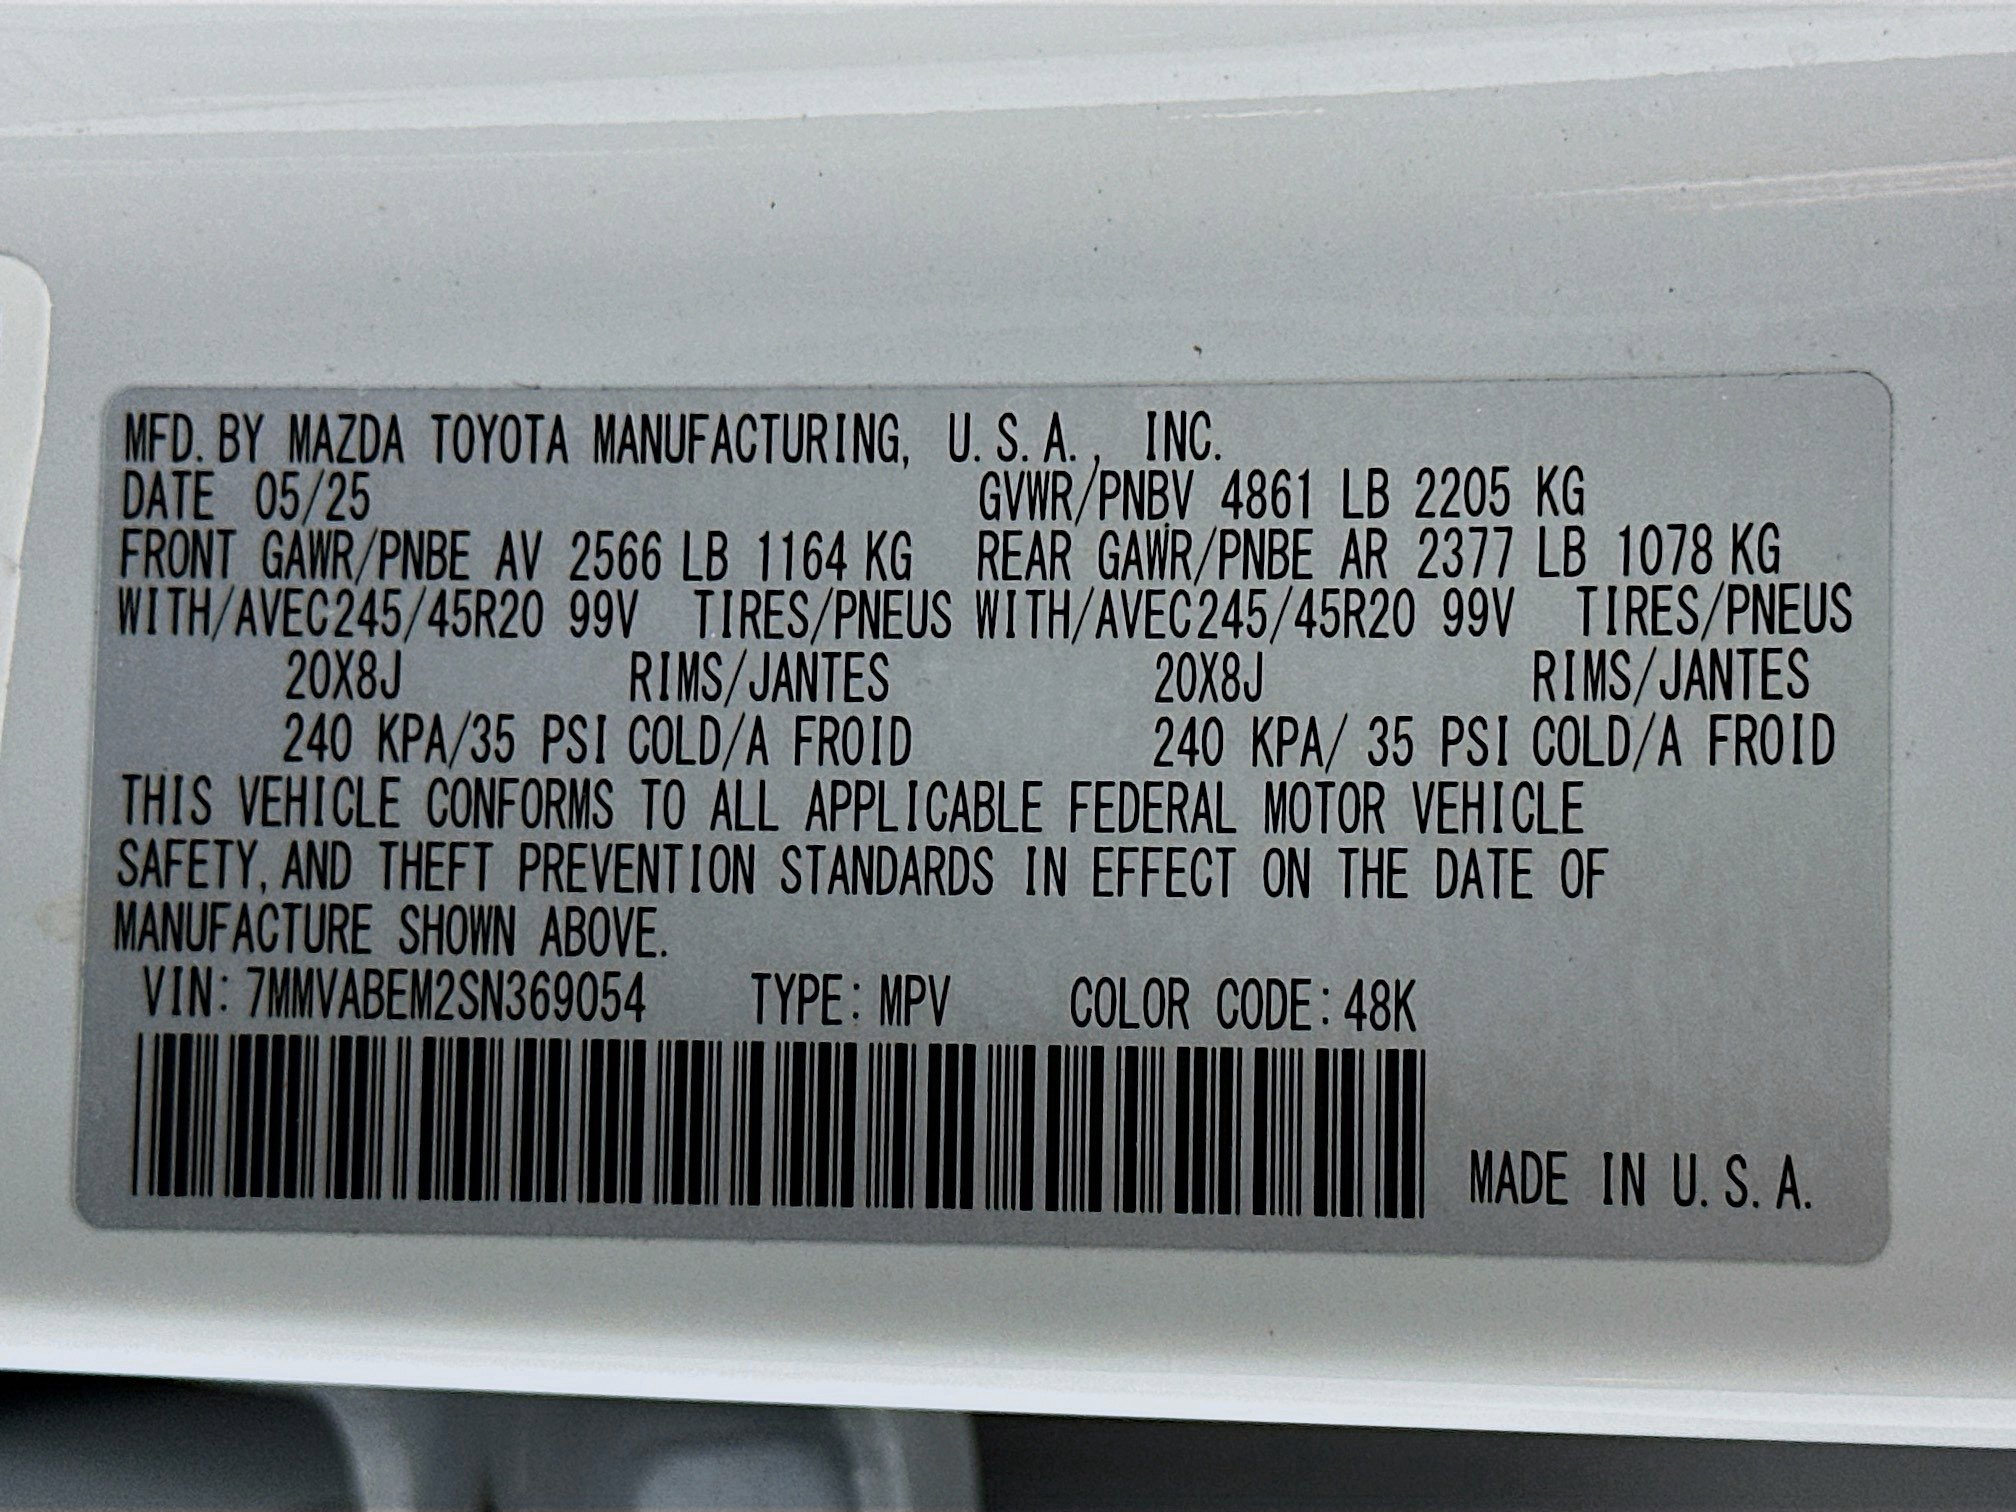 MFD. BY MAZDA TOYOTA MANUFACTURING, U.S.A., INC.
DATE 05/25 GVWR/PNBV 4861 LB 2205 KG
FRONT GAWR/PNBE AV 2566 LB 1164 KG REAR GAWR/PNBE AR 2377 LB 1078 KG
WITH/AVEC245/45R20 99V TIRES/PNEUS WITH/AVEC245/45R20 99V TIRES/PNEUS
20X8J RIMS/JANTES 20X8J RIMS/JANTES
240 KPA/35 PSI COLD/A FROID 240 KPA/ 35 PSI COLD/A FROID
THIS VEHICLE CONFORMS TO ALL APPLICABLE FEDERAL MOTOR VEHICLE
SAFETY, AND THEFT PREVENTION STANDARDS IN EFFECT ON THE DATE OF
MANUFACTURE SHOWN ABOVE.
VIN: 7MMVABEM2SN369054 TYPE: MPV COLOR CODE: 48K
MADE IN U.S.A.